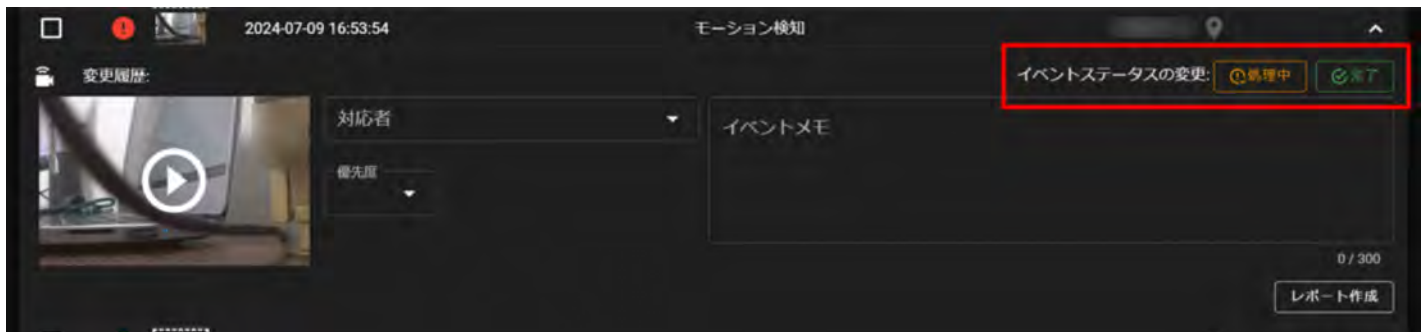 2024-07-09 16:53:54 モーション検知
変更履歴: イベントステータスの変更: 処理中 完了
対応者 イベントメモ
優先度
0 / 300
レポート作成